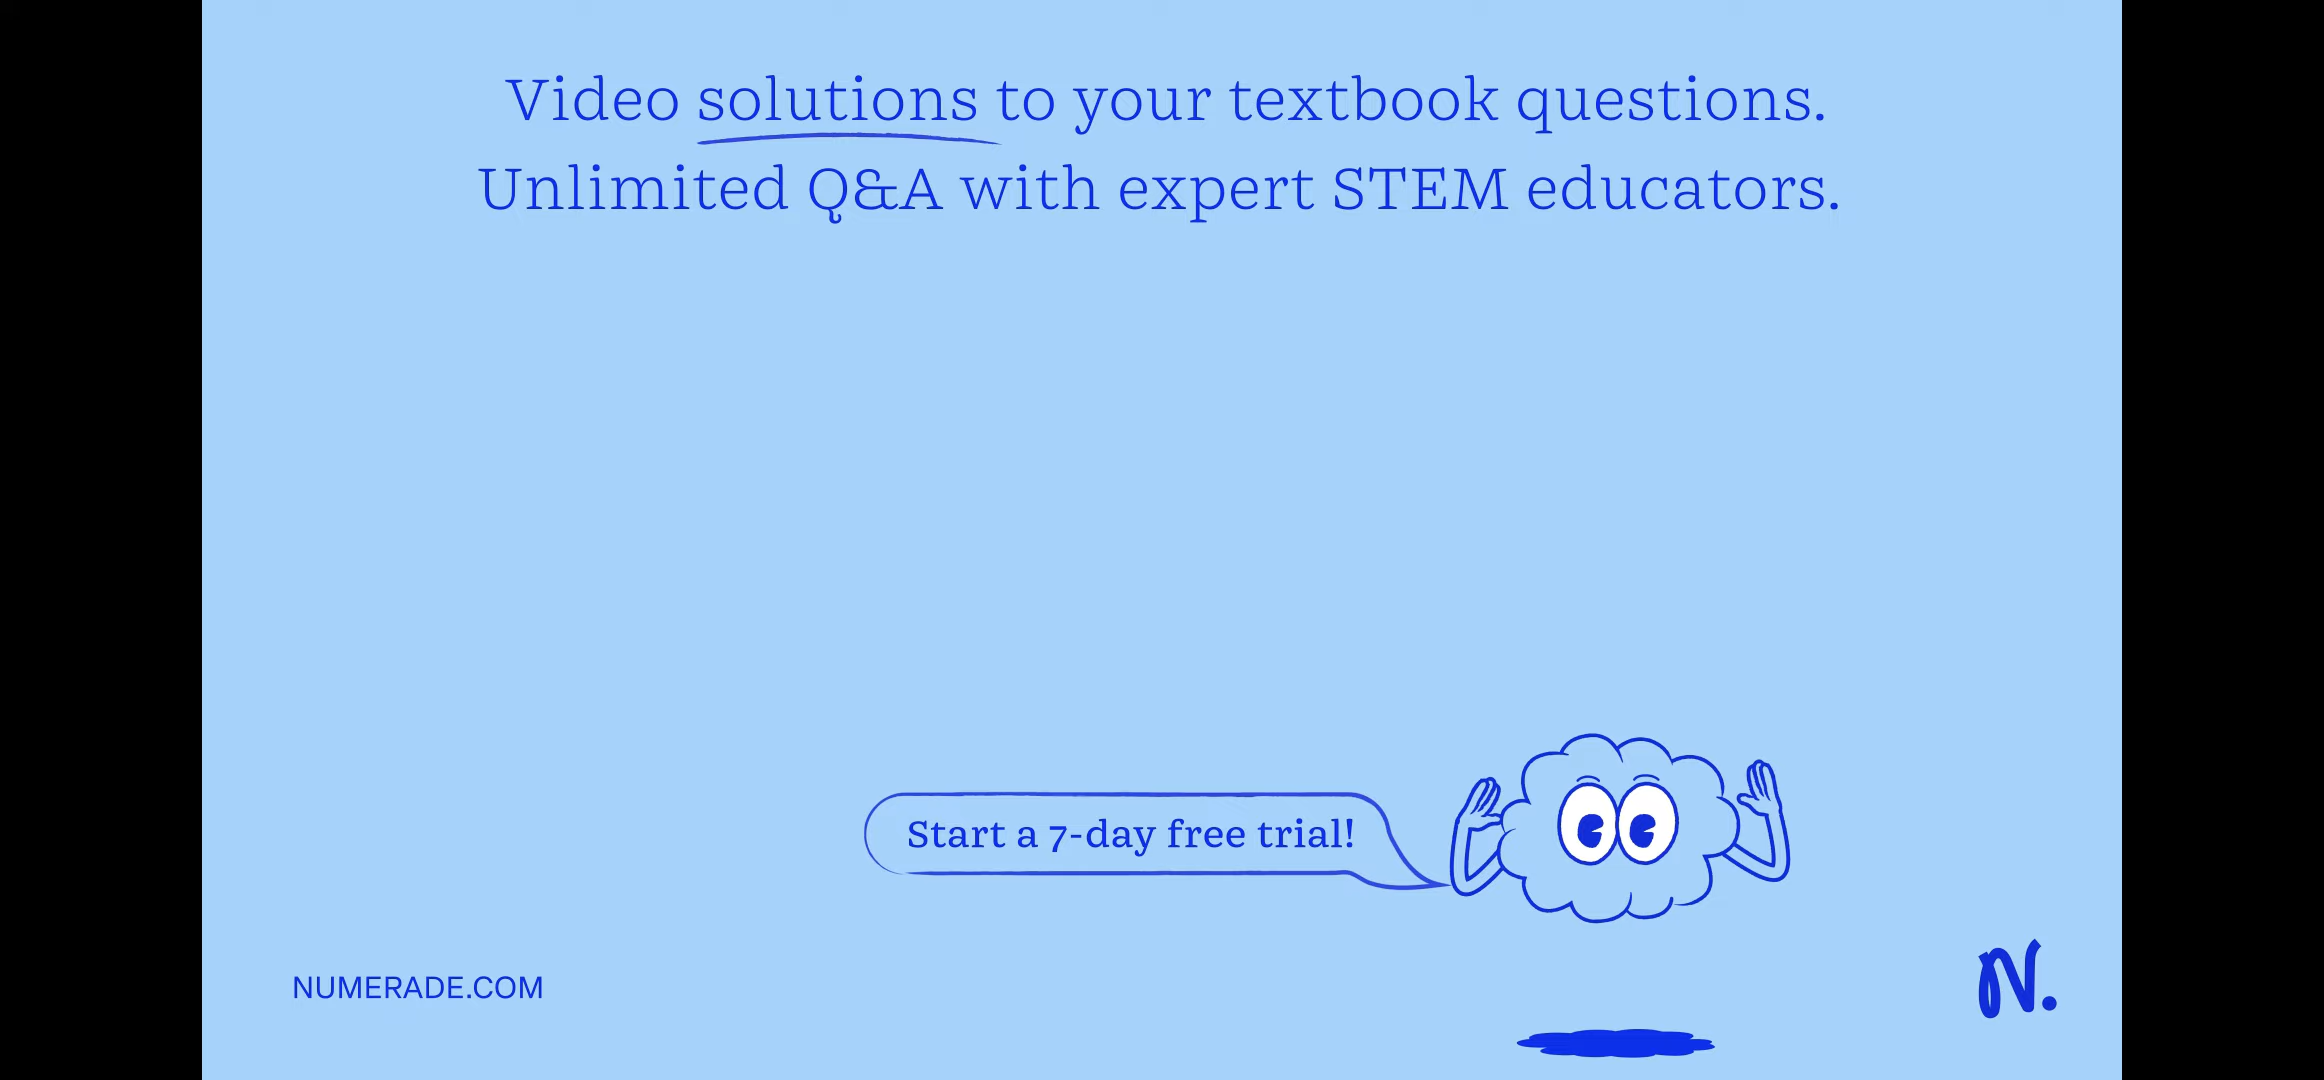 Video solutions to your textbook questions.
Unlimited Q&A with expert STEM educators.
Start a 7-day free trial!
NUMERADE.COM
N.